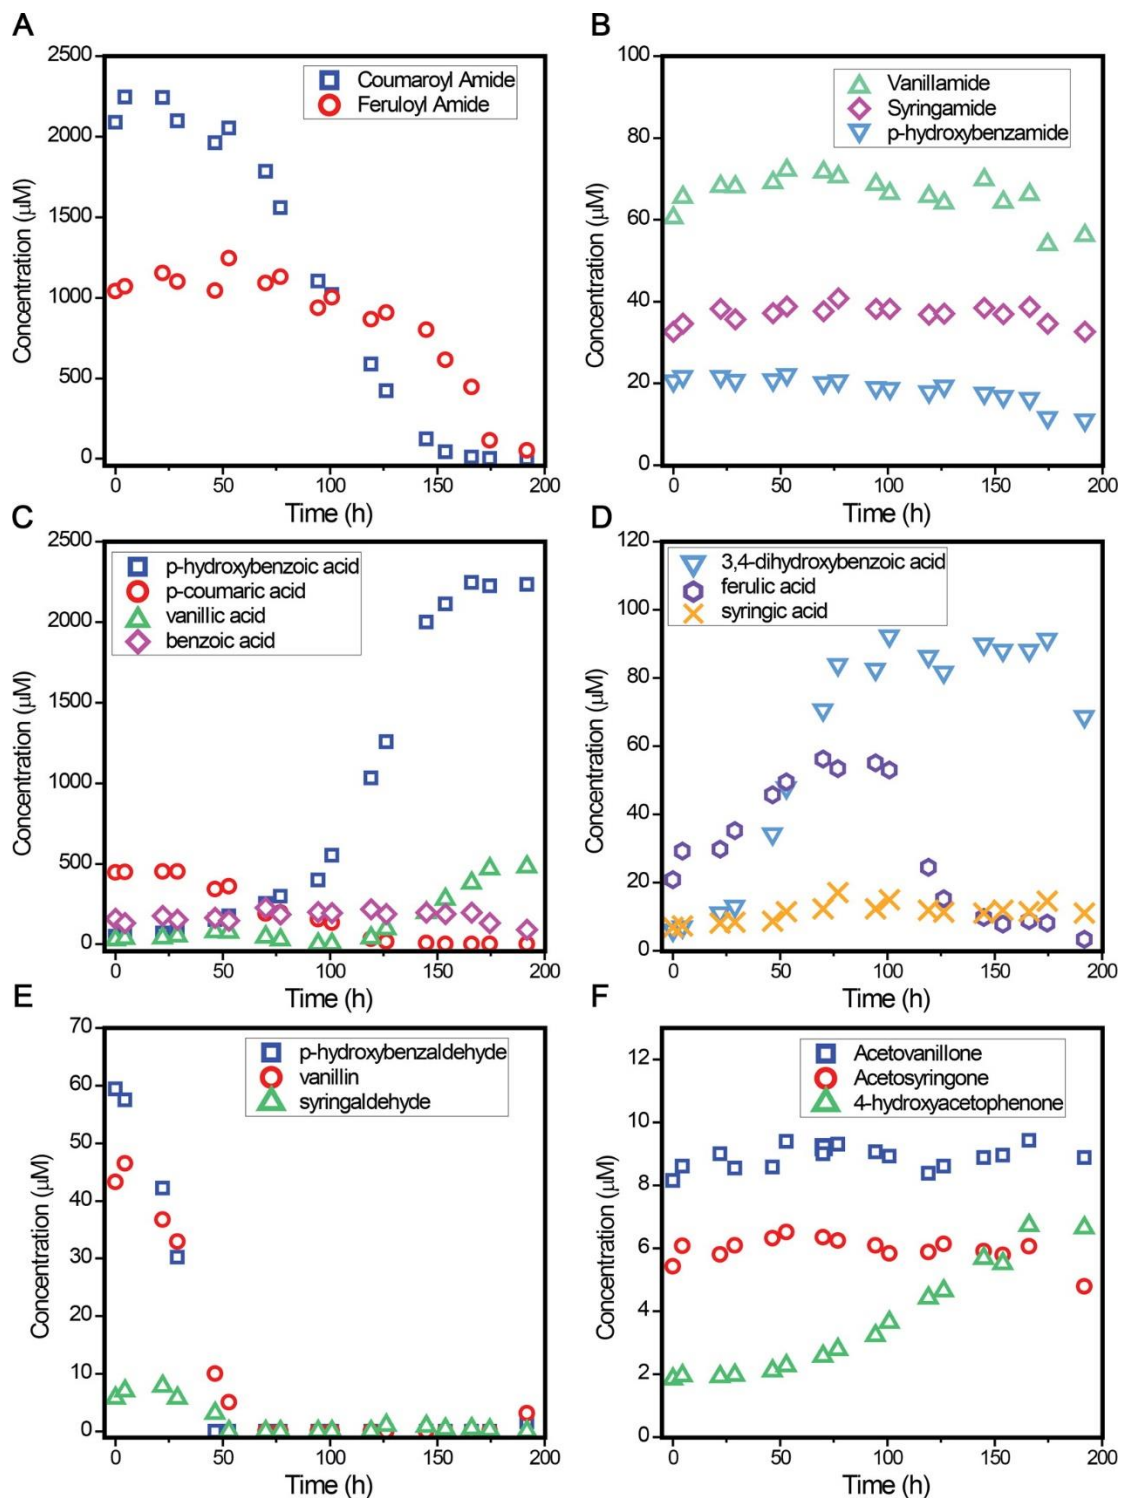 A
2500
2000
1500
1000
500
0
Concentration (µM)
Coumaroyl Amide
Feruloyl Amide
0 50 100 150 200
Time (h)
B
100
80
60
40
20
0
Concentration (µM)
Vanillamide
Syringamide
p-hydroxybenzamide
0 50 100 150 200
Time (h)
C
2500
2000
1500
1000
500
0
Concentration (µM)
p-hydroxybenzoic acid
p-coumaric acid
vanillic acid
benzoic acid
0 50 100 150 200
Time (h)
D
120
100
80
60
40
20
0
Concentration (µM)
3,4-dihydroxybenzoic acid
ferulic acid
syringic acid
0 50 100 150 200
Time (h)
E
70
60
50
40
30
20
10
0
Concentration (µM)
p-hydroxybenzaldehyde
vanillin
syringaldehyde
0 50 100 150 200
Time (h)
F
12
10
8
6
4
2
0
Concentration (µM)
Acetovanillone
Acetosyringone
4-hydroxyacetophenone
0 50 100 150 200
Time (h)